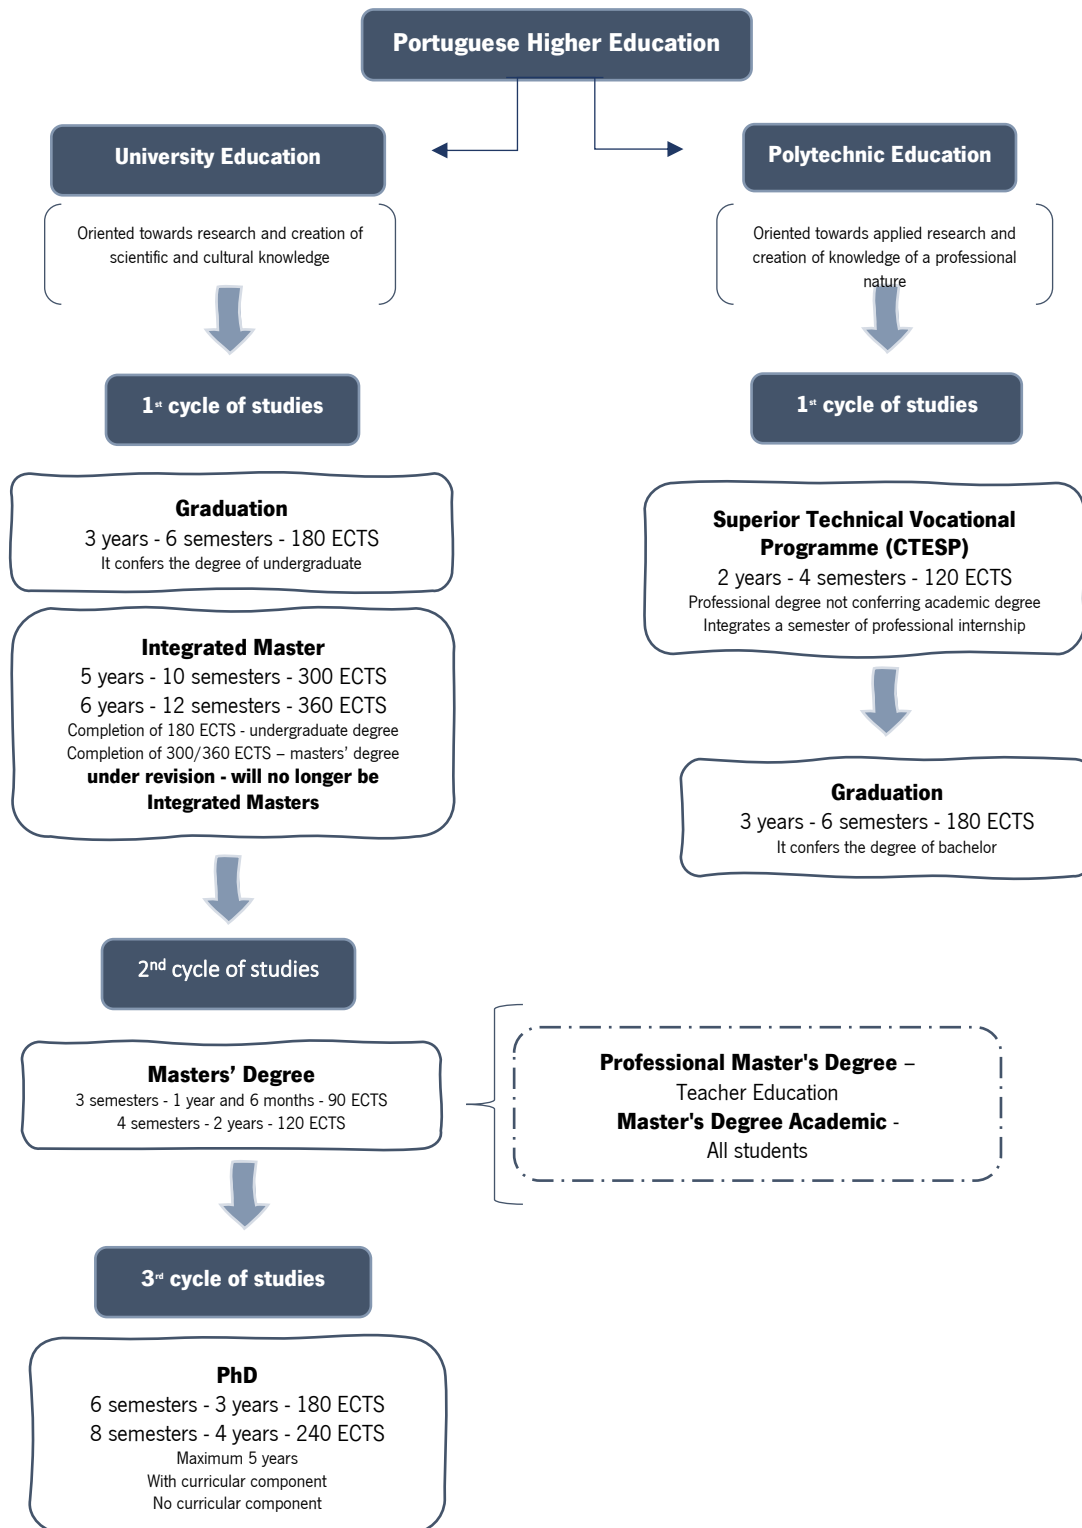 Portuguese Higher Education
University Education
Oriented towards research and creation of
scientific and cultural knowledge
1st cycle of studies
Graduation
3 years - 6 semesters - 180 ECTS
It confers the degree of undergraduate
Integrated Master
5 years - 10 semesters - 300 ECTS
6 years - 12 semesters - 360 ECTS
Completion of 180 ECTS - undergraduate degree
Completion of 300/360 ECTS – masters’ degree
under revision - will no longer be
Integrated Masters
2nd cycle of studies
Masters’ Degree
3 semesters - 1 year and 6 months - 90 ECTS
4 semesters - 2 years - 120 ECTS
Professional Master's Degree –
Teacher Education
Master's Degree Academic -
All students
3rd cycle of studies
PhD
6 semesters - 3 years - 180 ECTS
8 semesters - 4 years - 240 ECTS
Maximum 5 years
With curricular component
No curricular component
Polytechnic Education
Oriented towards applied research and
creation of knowledge of a professional
nature
1st cycle of studies
Superior Technical Vocational
Programme (CTESP)
2 years - 4 semesters - 120 ECTS
Professional degree not conferring academic degree
Integrates a semester of professional internship
Graduation
3 years - 6 semesters - 180 ECTS
It confers the degree of bachelor